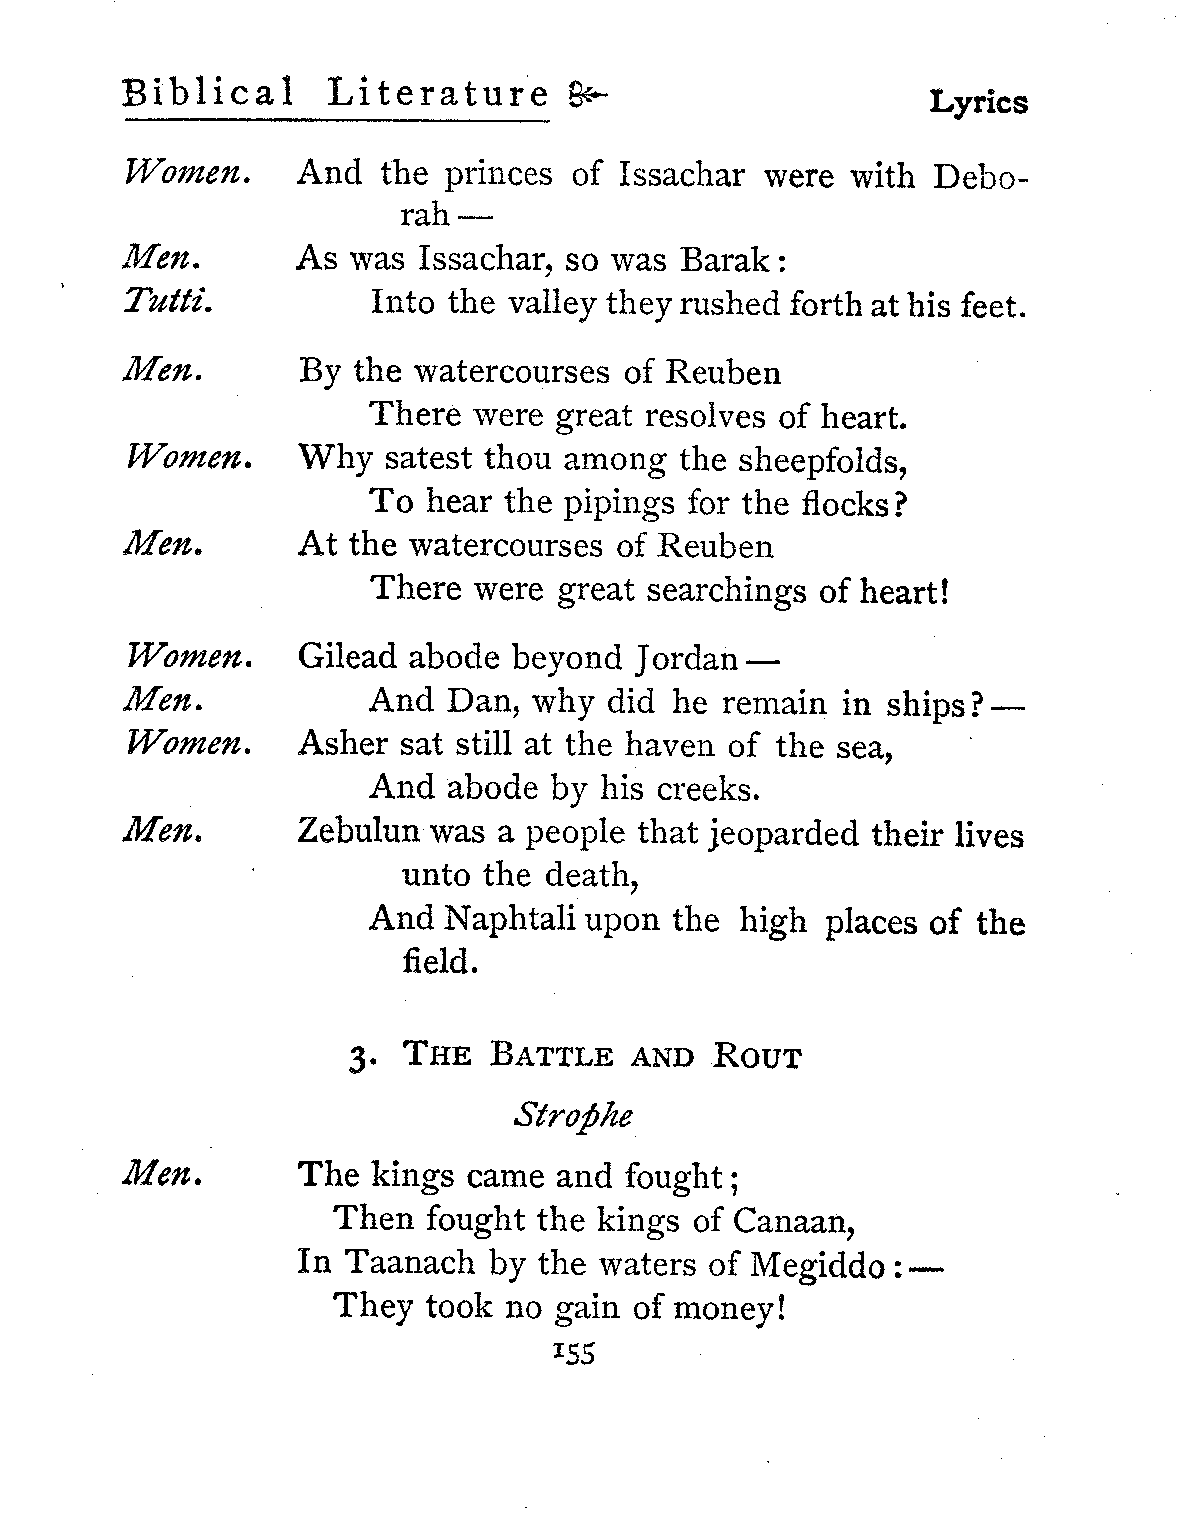 Biblical Literature Lyrics
Women. And the princes of Issachar were with Debo-
rah —
Men. As was Issachar, so was Barak:
Tutti. Into the valley they rushed forth at his feet.
Men. By the watercourses of Reuben
There were great resolves of heart.
Women. Why satest thou among the sheepfolds,
To hear the pipings for the flocks?
Men. At the watercourses of Reuben
There were great searchings of heart!
Women. Gilead abode beyond Jordan —
Men. And Dan, why did he remain in ships? —
Women. Asher sat still at the haven of the sea,
And abode by his creeks.
Men. Zebulun was a people that jeoparded their lives
unto the death,
And Naphtali upon the high places of the
field.
3. THE BATTLE AND ROUT
Strophe
Men. The kings came and fought;
Then fought the kings of Canaan,
In Taanach by the waters of Megiddo:—
They took no gain of money!
155